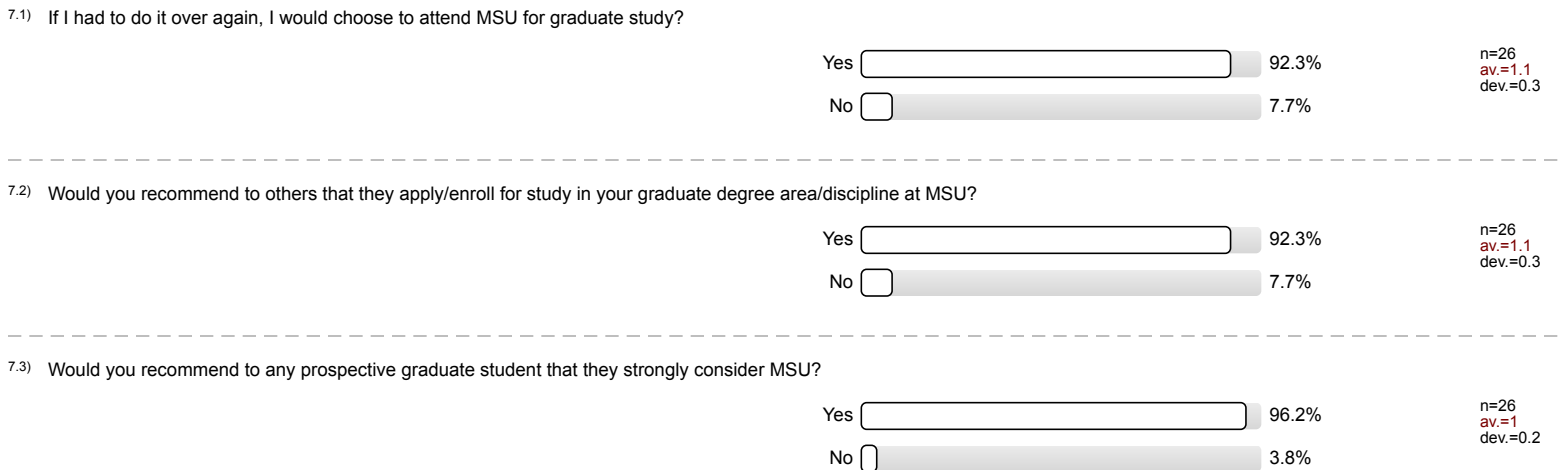 7.1) If I had to do it over again, I would choose to attend MSU for graduate study?
Yes 92.3%
No 7.7%
n=26
av.=1.1
dev.=0.3
7.2) Would you recommend to others that they apply/enroll for study in your graduate degree area/discipline at MSU?
Yes 92.3%
No 7.7%
n=26
av.=1.1
dev.=0.3
7.3) Would you recommend to any prospective graduate student that they strongly consider MSU?
Yes 96.2%
No 3.8%
n=26
av.=1
dev.=0.2